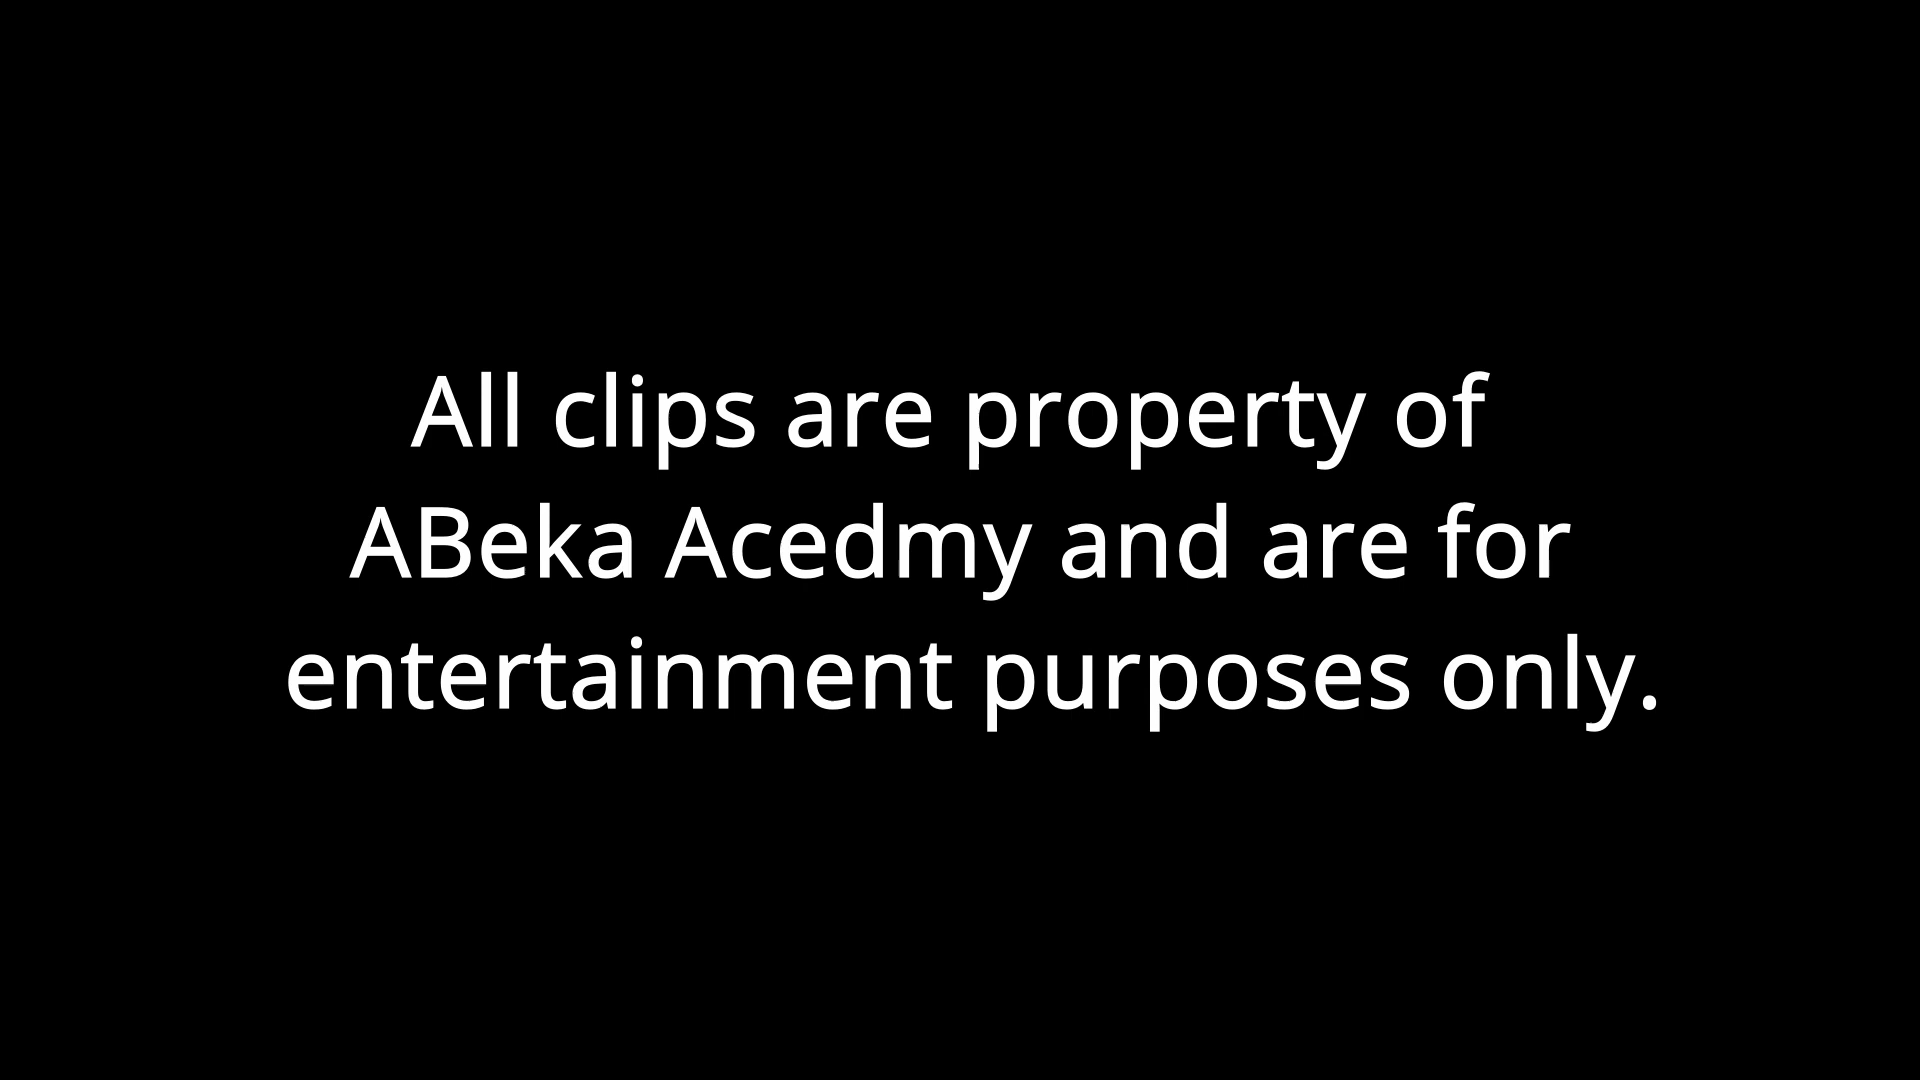 All clips are property of
ABeka Acedmy and are for
entertainment purposes only.